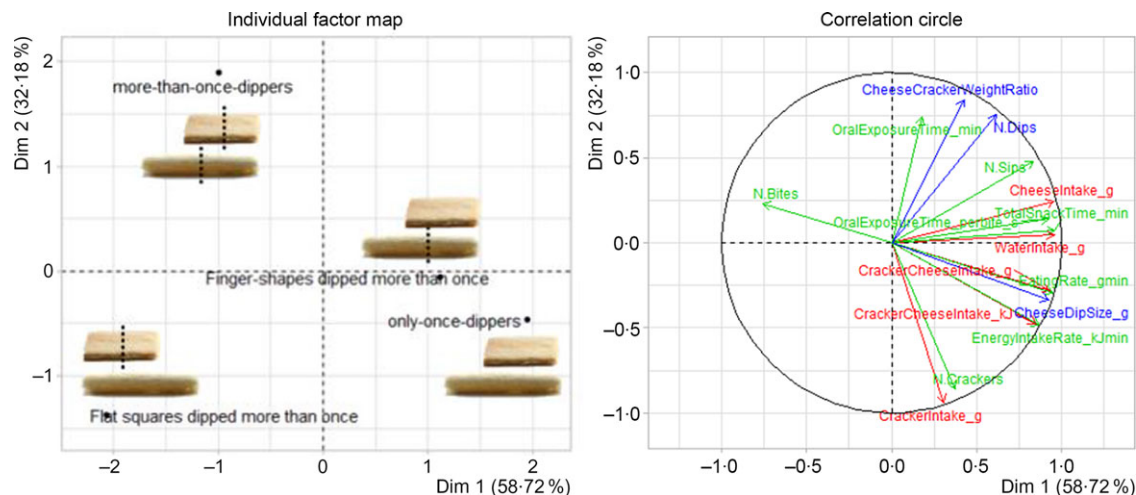 Individual factor map
Dim 2 (32·18 %)
2
1
0
–1
more-than-once-dippers
Finger-shapes dipped more than once
only-once-dippers
Flat squares dipped more than once
–2
–1
0
1
2
Dim 1 (58·72 %)
Correlation circle
Dim 2 (32·18 %)
1·0
0·5
0·0
–0·5
–1·0
CheeseCrackerWeightRatio
OralExposureTime_min
N.Dips
N.Sips
N.Bites
CheeseIntake_g
OralExposureTime_perbite_s
TotalSnackTime_min
WaterIntake_g
CrackerCheeseIntake_g
EatingRate_gmin
CrackerCheeseIntake_kJ
CheeseDipSize_g
EnergyIntakeRate_kJmin
N.Crackers
CrackerIntake_g
–1·0
–0·5
0·0
0·5
1·0
Dim 1 (58·72 %)